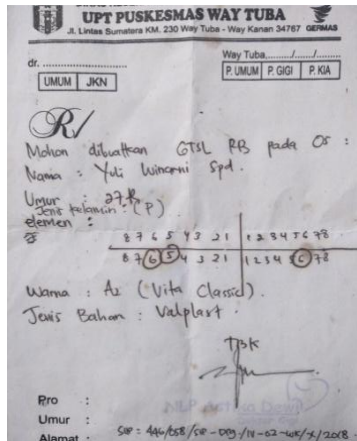 UPT PUSKESMAS WAY TUBA
Jl. Lintas Sumatera KM. 230 Way Tuba - Way Kanan 34767 GERMAS
dr. ............................
Way Tuba,......../......../........
UMUM JKN
P. UMUM P. GIGI P. KIA
R/
Mohon dibuatkan GTSL RB pada Os :
Nama : Yuli Winarni Spd.
Umur : 27 th
Jenis kelamin : (P)
elemen :
8 7 6 5 4 3 2 1 1 2 3 4 5 6 7 8
8 7 6 5 4 3 2 1 1 2 3 4 5 6 7 8
Warna : A2 (Vita Classic).
Jenis Bahan : Valplast.
TBK
Pro :
Umur :
Alamat :